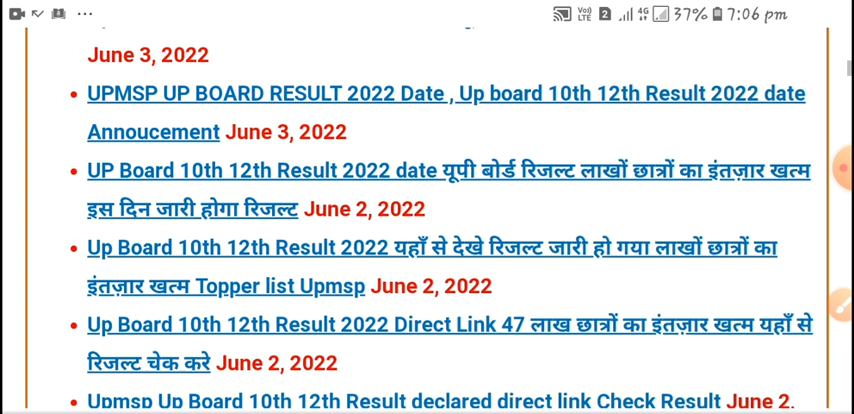 Vo) LTE 2 4G 37% 7:06 pm
June 3, 2022
UPMSP UP BOARD RESULT 2022 Date , Up board 10th 12th Result 2022 date
Annoucement June 3, 2022
UP Board 10th 12th Result 2022 date यूपी बोर्ड रिजल्ट लाखों छात्रों का इंतज़ार खत्म
इस दिन जारी होगा रिजल्ट June 2, 2022
Up Board 10th 12th Result 2022 यहाँ से देखे रिजल्ट जारी हो गया लाखों छात्रों का
इंतज़ार खत्म Topper list Upmsp June 2, 2022
Up Board 10th 12th Result 2022 Direct Link 47 लाख छात्रों का इंतज़ार खत्म यहाँ से
रिजल्ट चेक करे June 2, 2022
Upmsp Up Board 10th 12th Result declared direct link Check Result June 2,